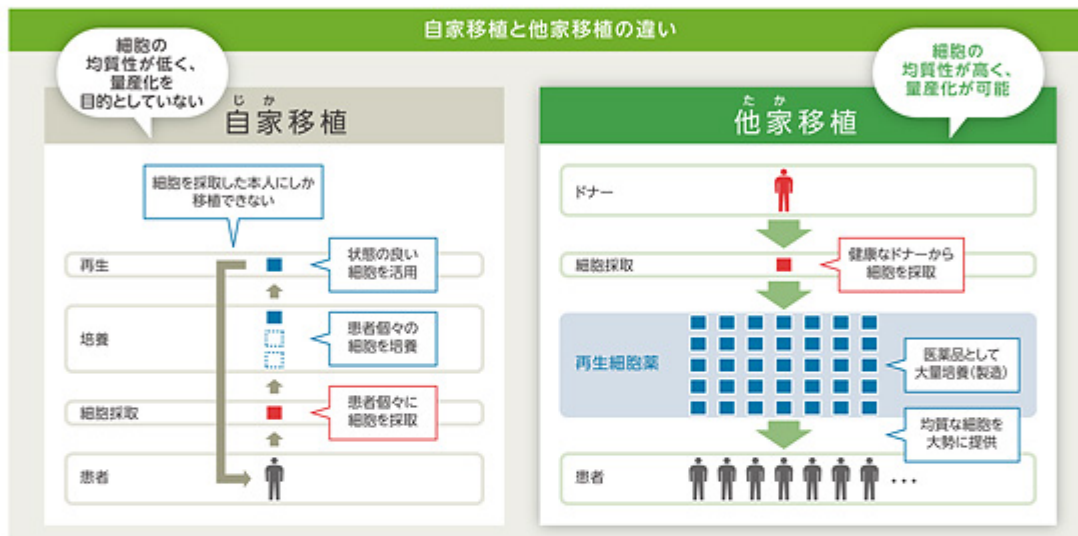 自家移植と他家移植の違い
細胞の
均質性が低く、
量産化を
目的としていない
じか
自家移植
細胞を採取した本人にしか
移植できない
再生
状態の良い
細胞を活用
培養
患者個々の
細胞を培養
細胞採取
患者個々に
細胞を採取
患者
細胞の
均質性が高く、
量産化が可能
たか
他家移植
ドナー
細胞採取
健康なドナーから
細胞を採取
再生細胞薬
医薬品として
大量培養(製造)
均質な細胞を
大勢に提供
患者
…